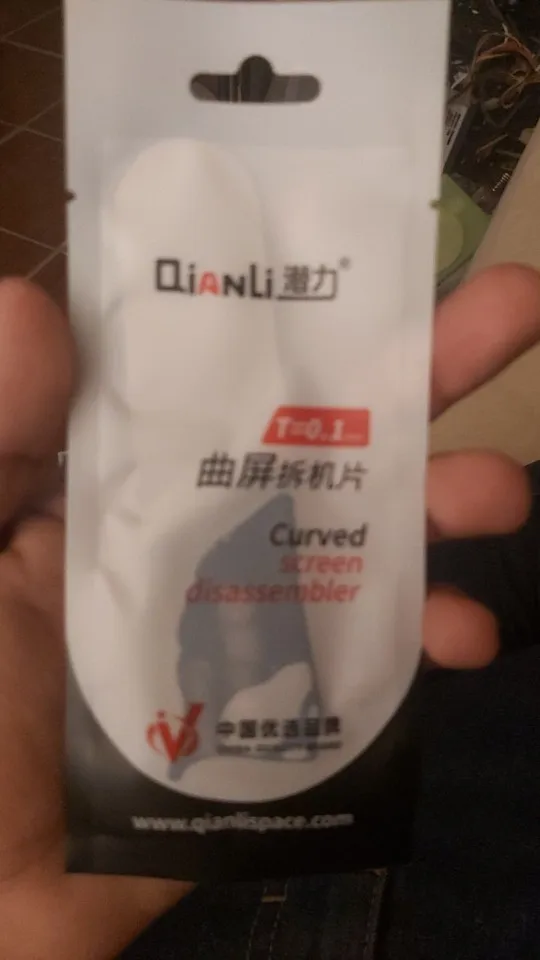 QiANLi 潜力®
T=0.1
曲屏拆机片
Curved
screen
disassembler
中国优选品牌
www.qianlispace.com